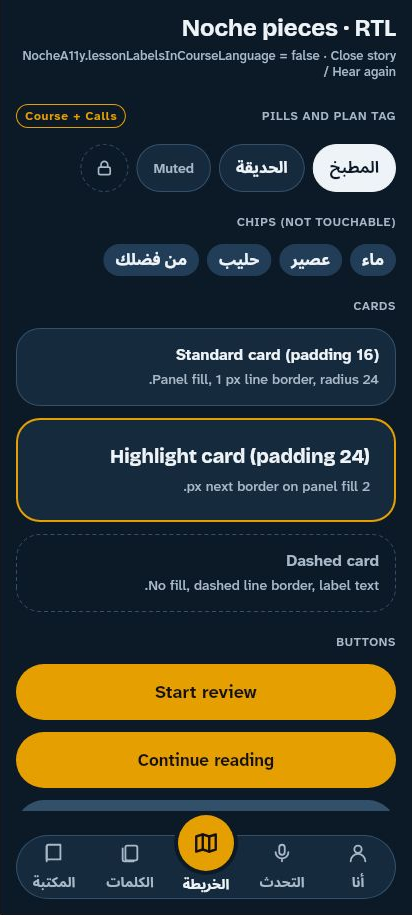 Noche pieces · RTL
NocheA11y.lessonLabelsInCourseLanguage = false · Close story
/ Hear again
PILLS AND PLAN TAG
Course + Calls
المطبخ
الحديقة
Muted
CHIPS (NOT TOUCHABLE)
ماء
عصير
حليب
من فضلك
CARDS
Standard card (padding 16)
.Panel fill, 1 px line border, radius 24
Highlight card (padding 24)
.px next border on panel fill 2
Dashed card
.No fill, dashed line border, label text
BUTTONS
Start review
Continue reading
أنا
التحدث
الخريطة
الكلمات
المكتبة